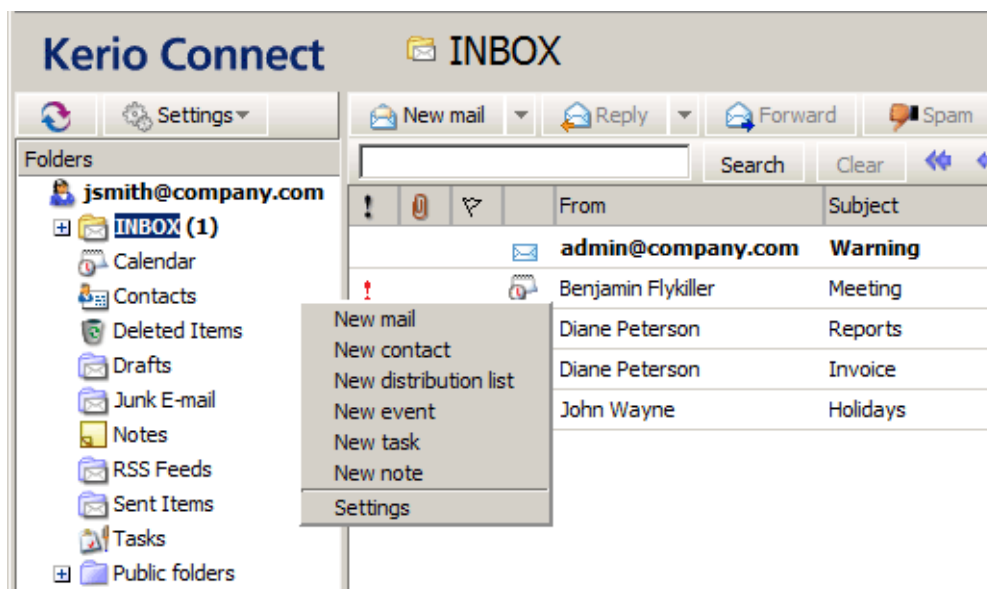 Kerio Connect
INBOX
Settings
New mail
Reply
Forward
Spam
Folders
Search
Clear
jsmith@company.com
INBOX (1)
Calendar
Contacts
Deleted Items
Drafts
Junk E-mail
Notes
RSS Feeds
Sent Items
Tasks
Public folders
! From Subject
admin@company.com Warning
! Benjamin Flykiller Meeting
Diane Peterson Reports
Diane Peterson Invoice
John Wayne Holidays
New mail
New contact
New distribution list
New event
New task
New note
Settings